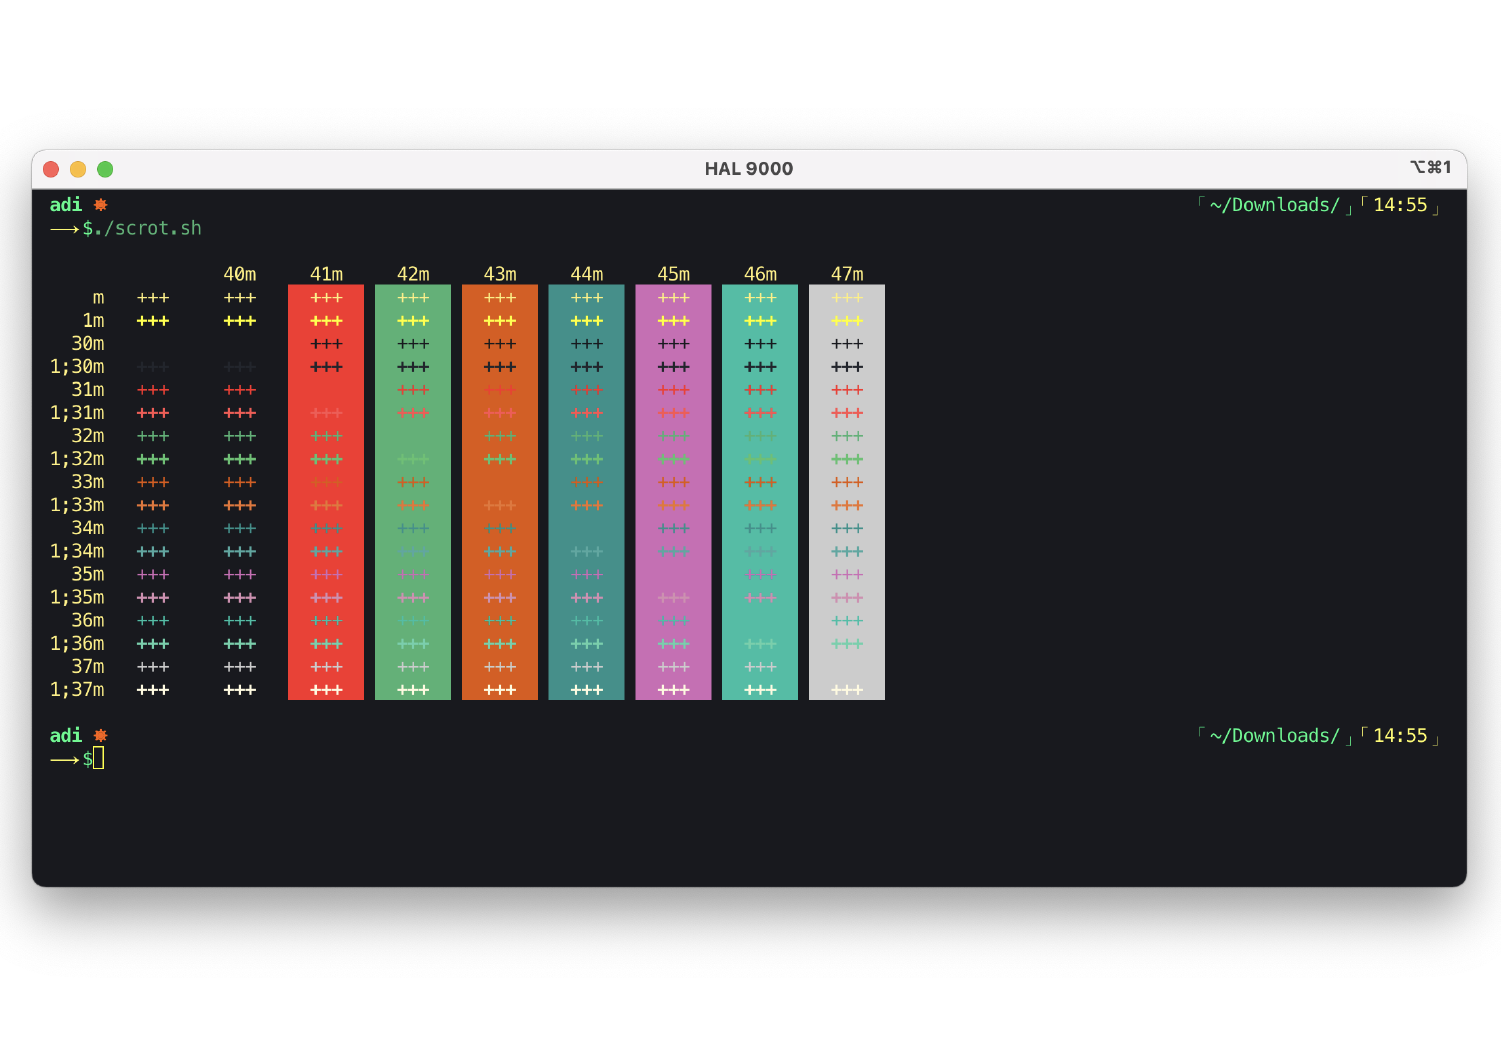 HAL 9000 ⌥⌘1
adi ⎈ 「~/Downloads/」「14:55」
⟶$./scrot.sh
40m 41m 42m 43m 44m 45m 46m 47m
m +++ +++ +++ +++ +++ +++ +++ +++ +++
1m +++ +++ +++ +++ +++ +++ +++ +++ +++
30m +++ +++ +++ +++ +++ +++ +++
1;30m +++ +++ +++ +++ +++ +++ +++ +++ +++
31m +++ +++ +++ +++ +++ +++ +++ +++
1;31m +++ +++ +++ +++ +++ +++ +++ +++ +++
32m +++ +++ +++ +++ +++ +++ +++ +++
1;32m +++ +++ +++ +++ +++ +++ +++ +++ +++
33m +++ +++ +++ +++ +++ +++ +++ +++
1;33m +++ +++ +++ +++ +++ +++ +++ +++ +++
34m +++ +++ +++ +++ +++ +++ +++ +++
1;34m +++ +++ +++ +++ +++ +++ +++ +++ +++
35m +++ +++ +++ +++ +++ +++ +++ +++
1;35m +++ +++ +++ +++ +++ +++ +++ +++ +++
36m +++ +++ +++ +++ +++ +++ +++ +++
1;36m +++ +++ +++ +++ +++ +++ +++ +++ +++
37m +++ +++ +++ +++ +++ +++ +++ +++
1;37m +++ +++ +++ +++ +++ +++ +++ +++ +++
adi ⎈ 「~/Downloads/」「14:55」
⟶$